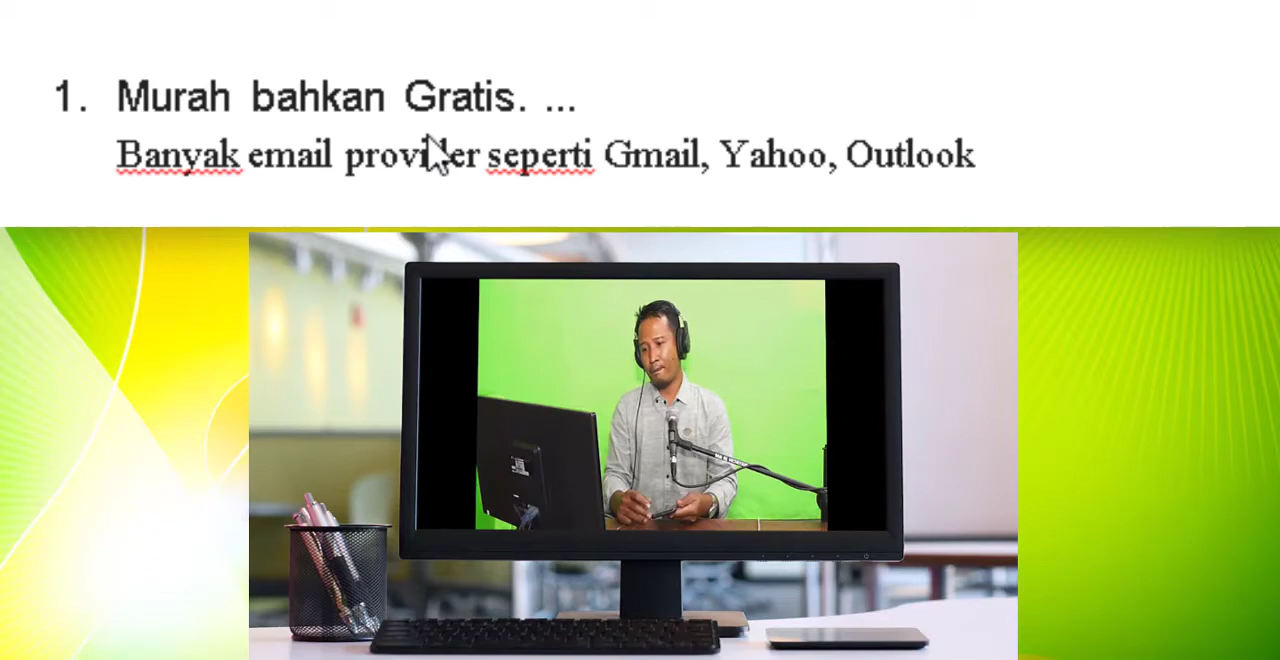 1. Murah bahkan Gratis. ...
Banyak email provider seperti Gmail, Yahoo, Outlook